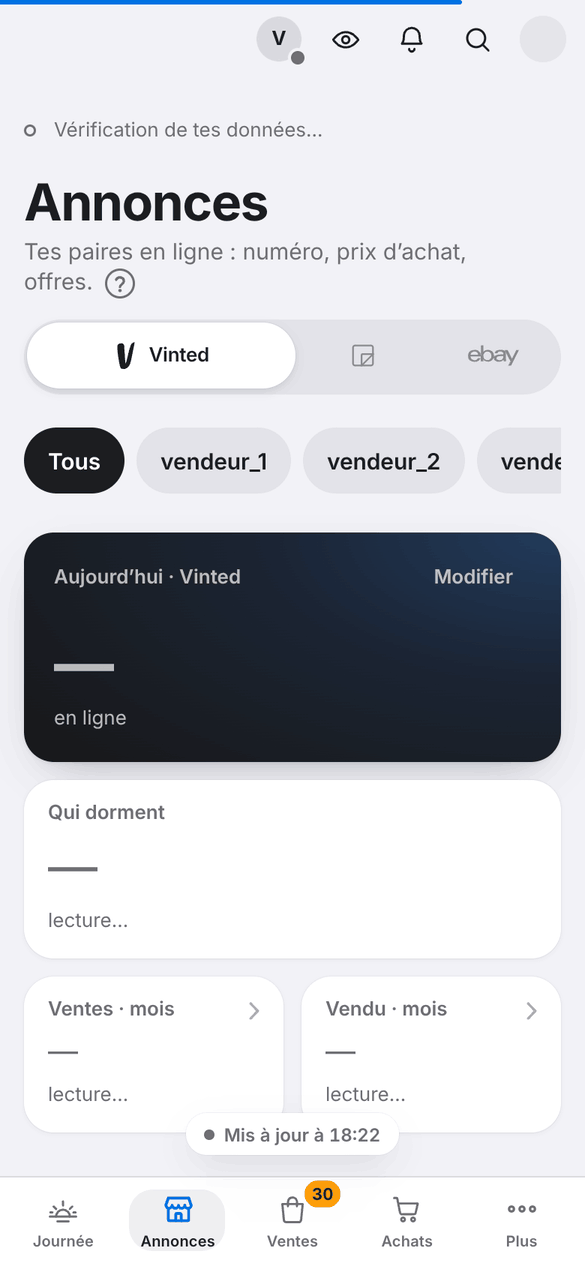 V
Vérification de tes données...
Annonces
Tes paires en ligne : numéro, prix d’achat,
offres. ?
Vinted ebay
Tous vendeur_1 vendeur_2 vende
Aujourd’hui · Vinted Modifier
—
en ligne
Qui dorment
—
lecture...
Ventes · mois Vendu · mois
— —
lecture... lecture...
Mis à jour à 18:22
30
Journée Annonces Ventes Achats Plus